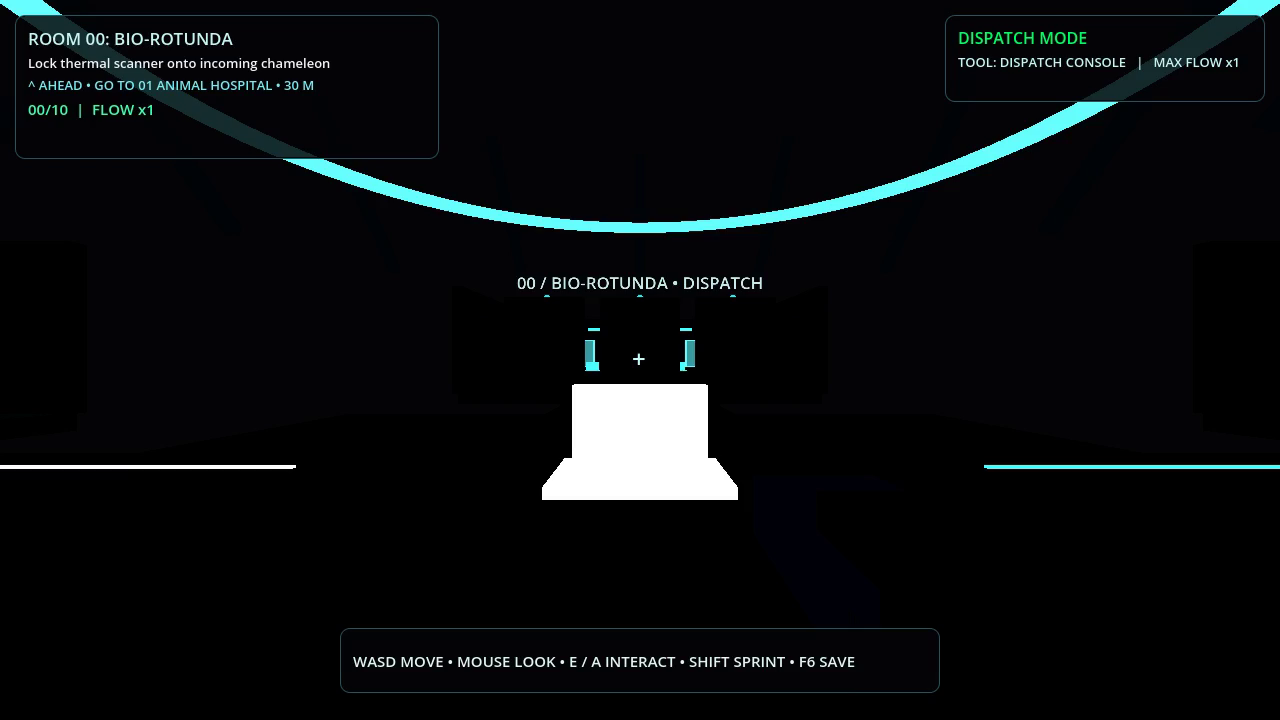 ROOM 00: BIO-ROTUNDA
Lock thermal scanner onto incoming chameleon
^ AHEAD • GO TO 01 ANIMAL HOSPITAL • 30 M
00/10 | FLOW x1
DISPATCH MODE
TOOL: DISPATCH CONSOLE | MAX FLOW x1
00 / BIO-ROTUNDA • DISPATCH
+
WASD MOVE • MOUSE LOOK • E / A INTERACT • SHIFT SPRINT • F6 SAVE